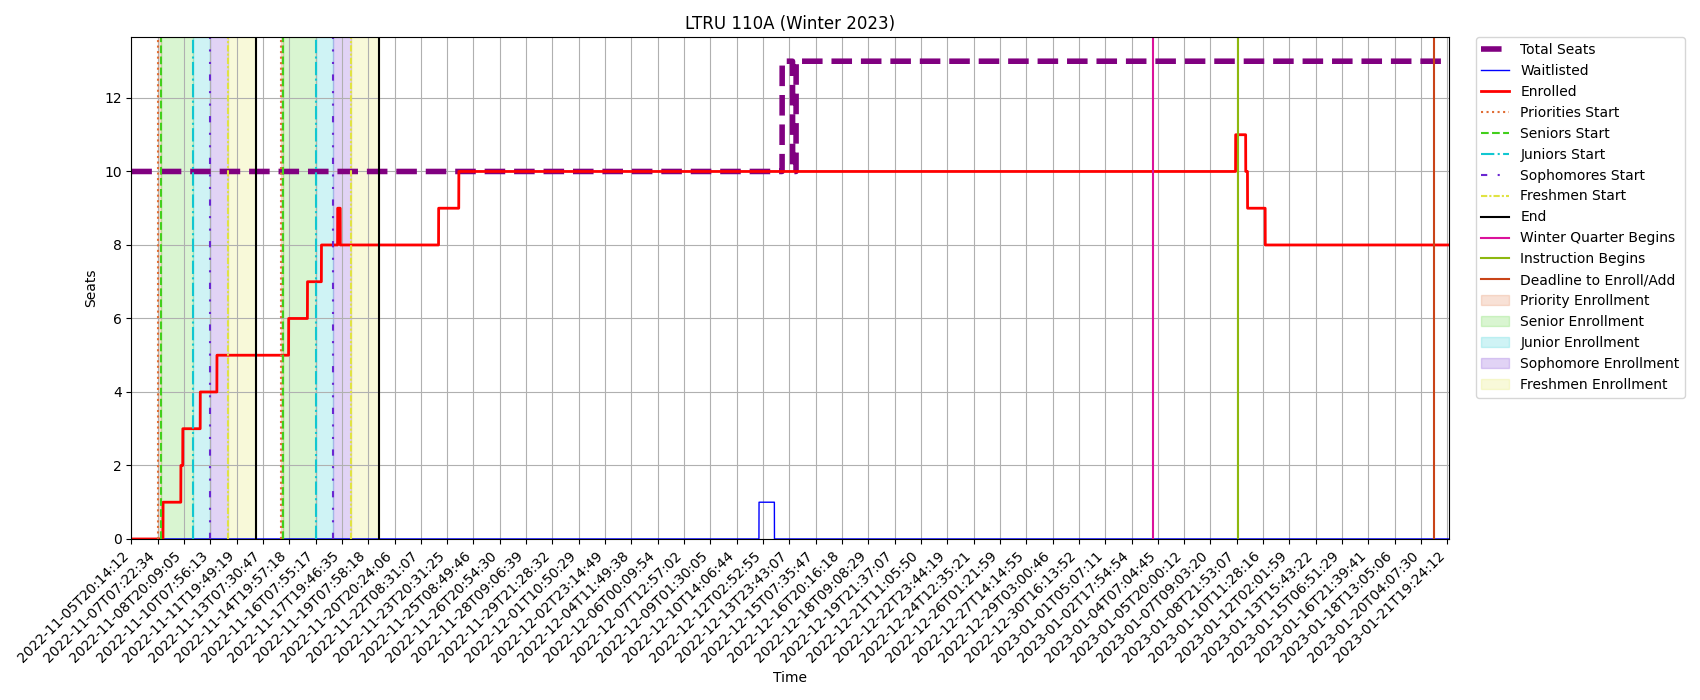 LTRU 110A (Winter 2023)
Seats
12
10
8
6
4
2
0
2022-11-05T20:14:12
2022-11-07T07:22:34
2022-11-08T20:09:05
2022-11-10T07:56:13
2022-11-11T19:49:19
2022-11-13T07:30:47
2022-11-14T19:57:18
2022-11-16T07:55:17
2022-11-17T19:46:35
2022-11-19T07:58:18
2022-11-20T20:24:06
2022-11-22T08:31:07
2022-11-23T20:31:25
2022-11-25T08:49:46
2022-11-26T20:54:30
2022-11-28T09:06:39
2022-11-29T21:28:32
2022-12-01T10:50:29
2022-12-02T23:14:49
2022-12-04T11:49:38
2022-12-06T00:09:54
2022-12-07T12:57:02
2022-12-09T01:30:05
2022-12-10T14:06:44
2022-12-12T02:52:55
2022-12-13T23:43:07
2022-12-15T07:35:47
2022-12-16T20:16:18
2022-12-18T09:08:29
2022-12-19T21:37:07
2022-12-21T11:05:50
2022-12-22T23:44:19
2022-12-24T12:35:21
2022-12-26T01:21:59
2022-12-27T14:14:55
2022-12-29T03:00:46
2022-12-30T16:13:52
2023-01-01T05:07:11
2023-01-02T17:54:54
2023-01-04T07:04:45
2023-01-05T20:00:12
2023-01-07T09:03:20
2023-01-08T21:53:07
2023-01-10T11:28:16
2023-01-12T02:01:59
2023-01-13T15:43:22
2023-01-15T06:51:29
2023-01-16T21:39:41
2023-01-18T13:05:06
2023-01-20T04:07:30
2023-01-21T19:24:12
Time
Total Seats
Waitlisted
Enrolled
Priorities Start
Seniors Start
Juniors Start
Sophomores Start
Freshmen Start
End
Winter Quarter Begins
Instruction Begins
Deadline to Enroll/Add
Priority Enrollment
Senior Enrollment
Junior Enrollment
Sophomore Enrollment
Freshmen Enrollment